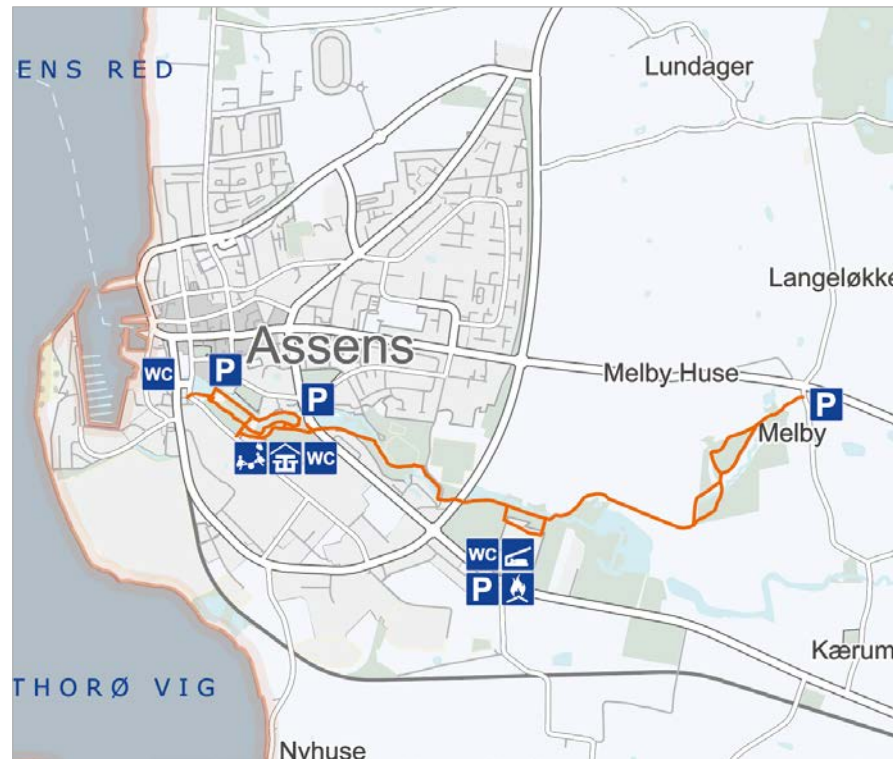 ENS RED
Lundager
Langeløkke
Assens
WC
P
P
Melby Huse
P
Melby
WC
WC
P
Kærum
THORØ VIG
Nyhuse